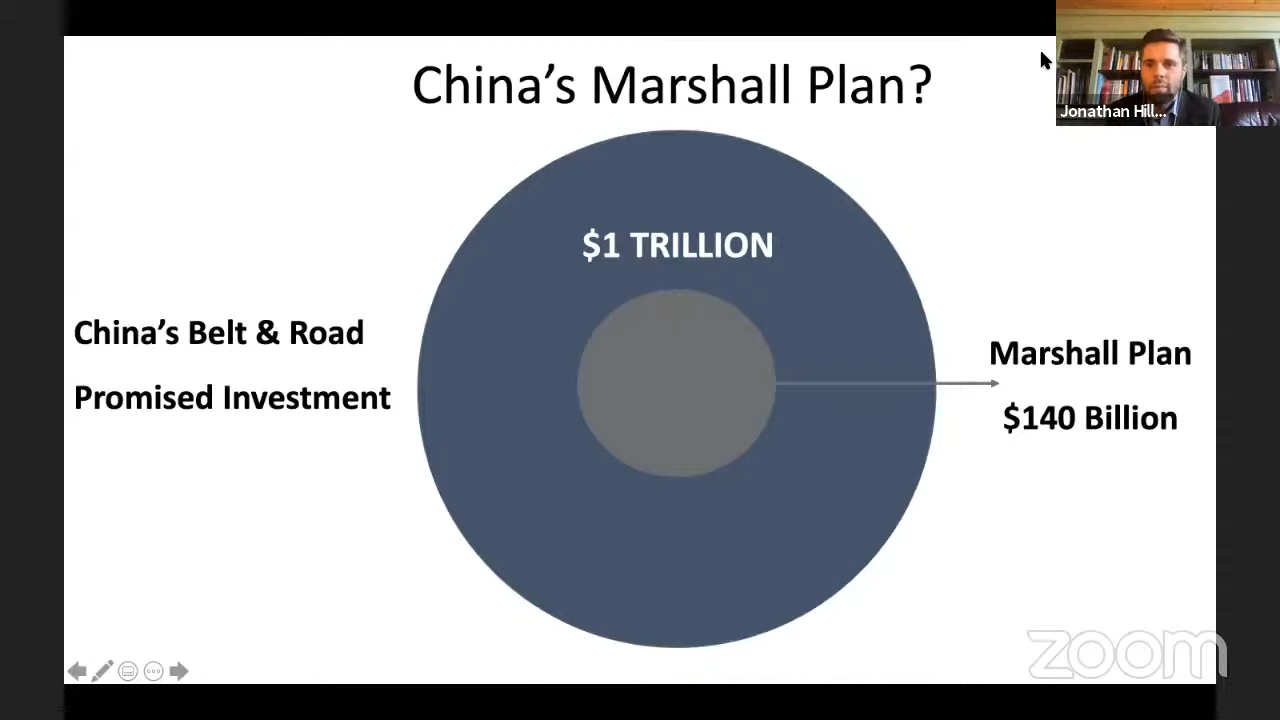 China’s Marshall Plan?
Jonathan Hill...
$1 TRILLION
China’s Belt & Road
Promised Investment
Marshall Plan
$140 Billion
zoom